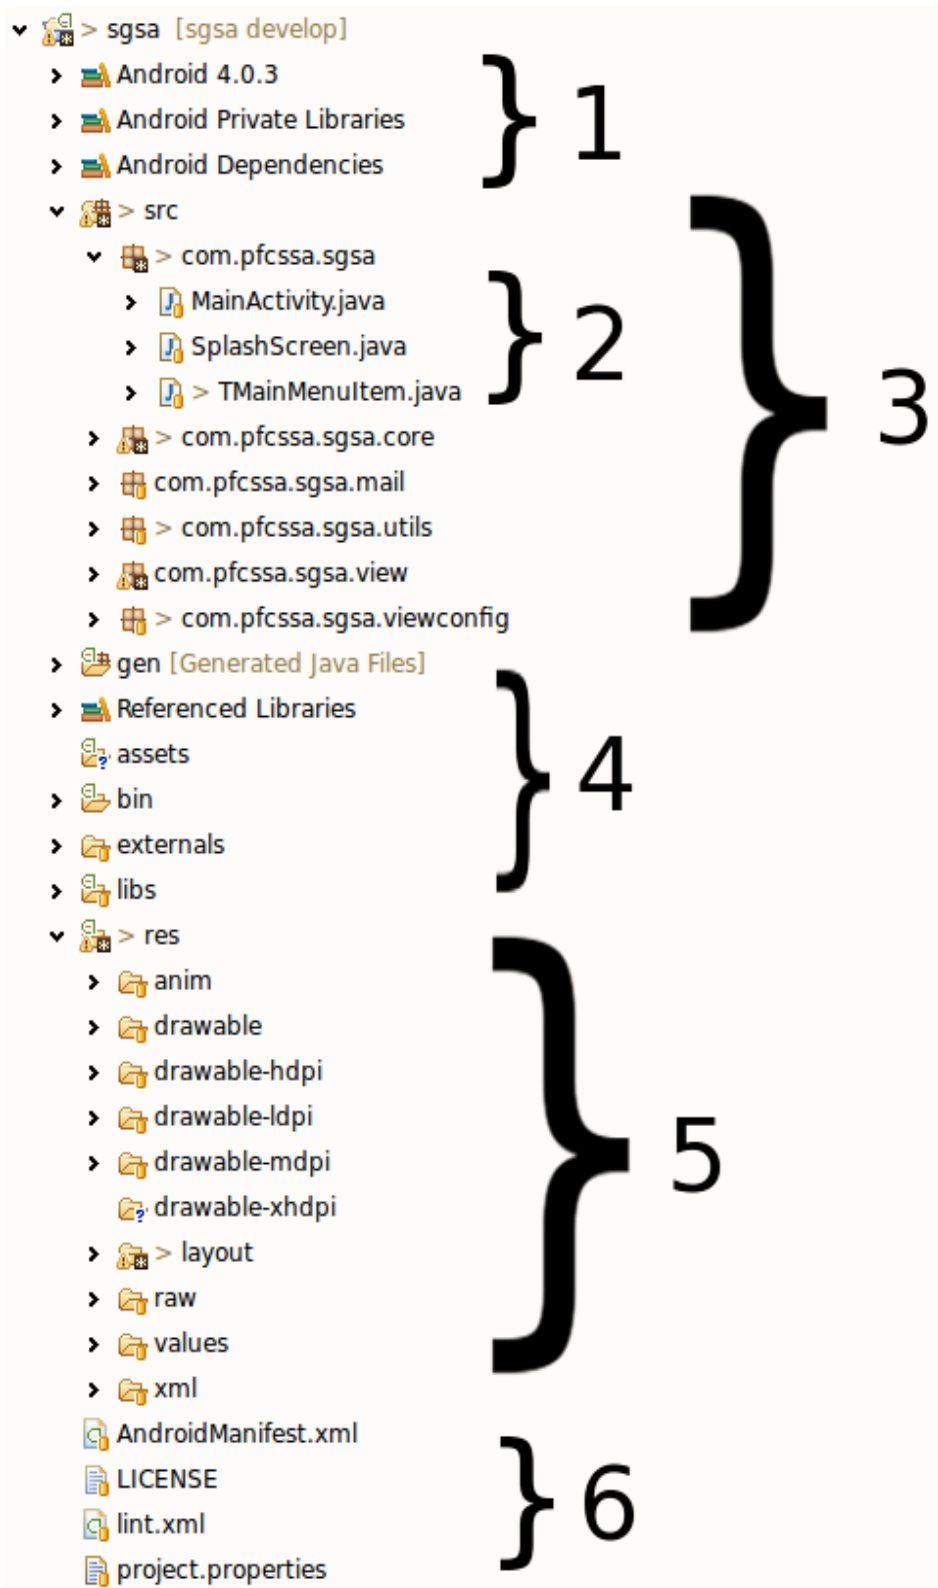 > sgsa [sgsa develop]
Android 4.0.3
Android Private Libraries
Android Dependencies
1
> src
> com.pfcssa.sgsa
MainActivity.java
SplashScreen.java
> TMainMenuItem.java
2
> com.pfcssa.sgsa.core
com.pfcssa.sgsa.mail
> com.pfcssa.sgsa.utils
com.pfcssa.sgsa.view
> com.pfcssa.sgsa.viewconfig
3
gen [Generated Java Files]
Referenced Libraries
assets
bin
externals
libs
4
> res
anim
drawable
drawable-hdpi
drawable-ldpi
drawable-mdpi
drawable-xhdpi
> layout
raw
values
xml
5
AndroidManifest.xml
LICENSE
lint.xml
project.properties
6